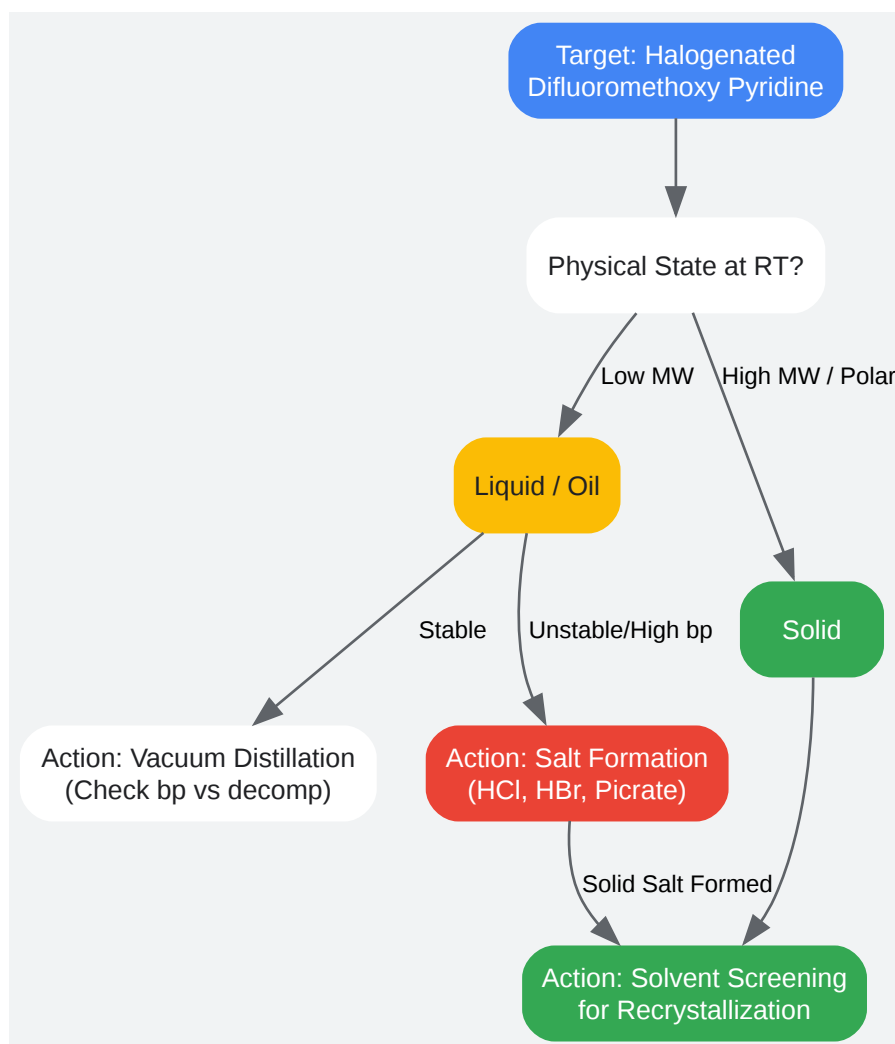 Target: Halogenated
Difluoromethoxy Pyridine
Physical State at RT?
Low MW
High MW / Polar
Liquid / Oil
Stable
Unstable/High bp
Solid
Action: Vacuum Distillation
(Check bp vs decomp)
Action: Salt Formation
(HCl, HBr, Picrate)
Solid Salt Formed
Action: Solvent Screening
for Recrystallization